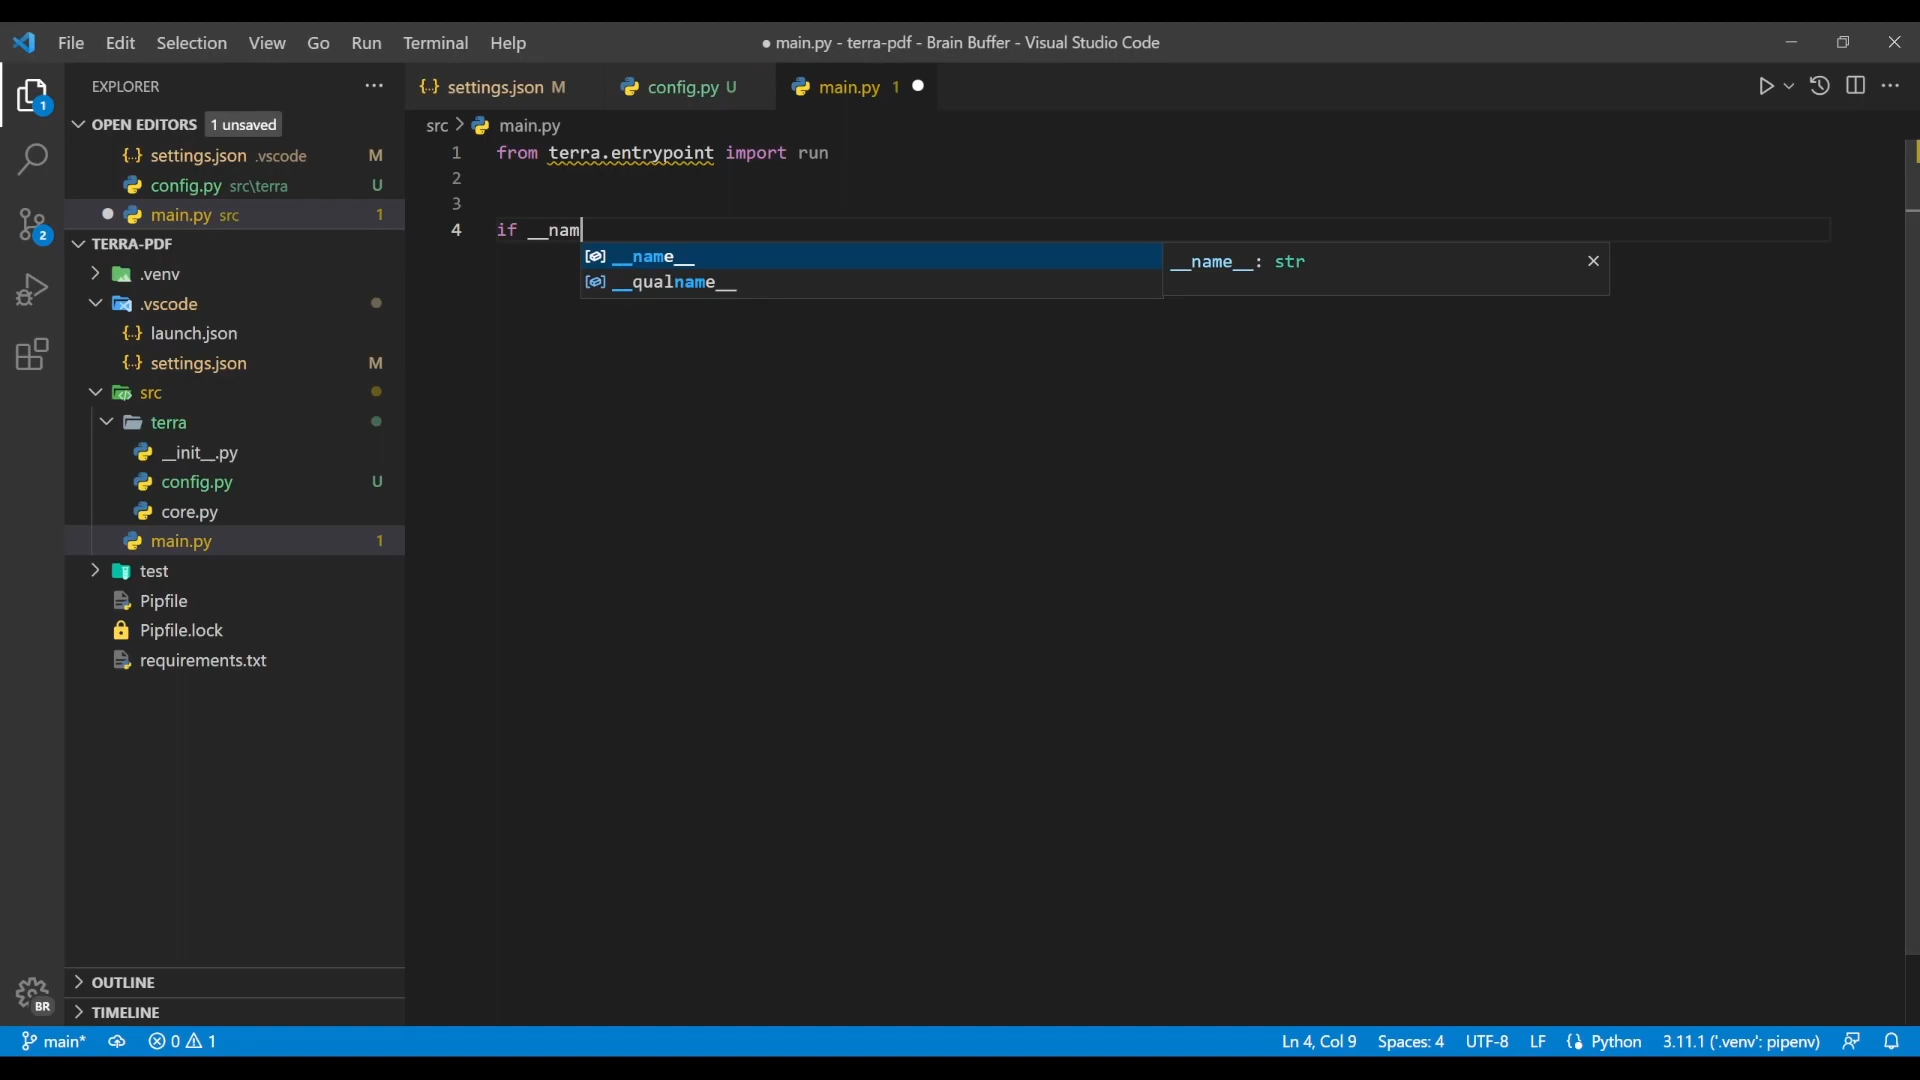 File Edit Selection View Go Run Terminal Help
● main.py - terra-pdf - Brain Buffer - Visual Studio Code
EXPLORER
OPEN EDITORS 1 unsaved
settings.json .vscode M
config.py src\terra U
main.py src 1
TERRA-PDF
.venv
.vscode
launch.json
settings.json M
src
terra
__init__.py
config.py U
core.py
main.py 1
test
Pipfile
Pipfile.lock
requirements.txt
OUTLINE
TIMELINE
1
2
BR
settings.json M config.py U main.py 1
src > main.py
1 from terra.entrypoint import run
2
3
4 if __nam
__name__
__qualname__
__name__: str
main* 0 1
Ln 4, Col 9 Spaces: 4 UTF-8 LF Python 3.11.1 ('.venv': pipenv)